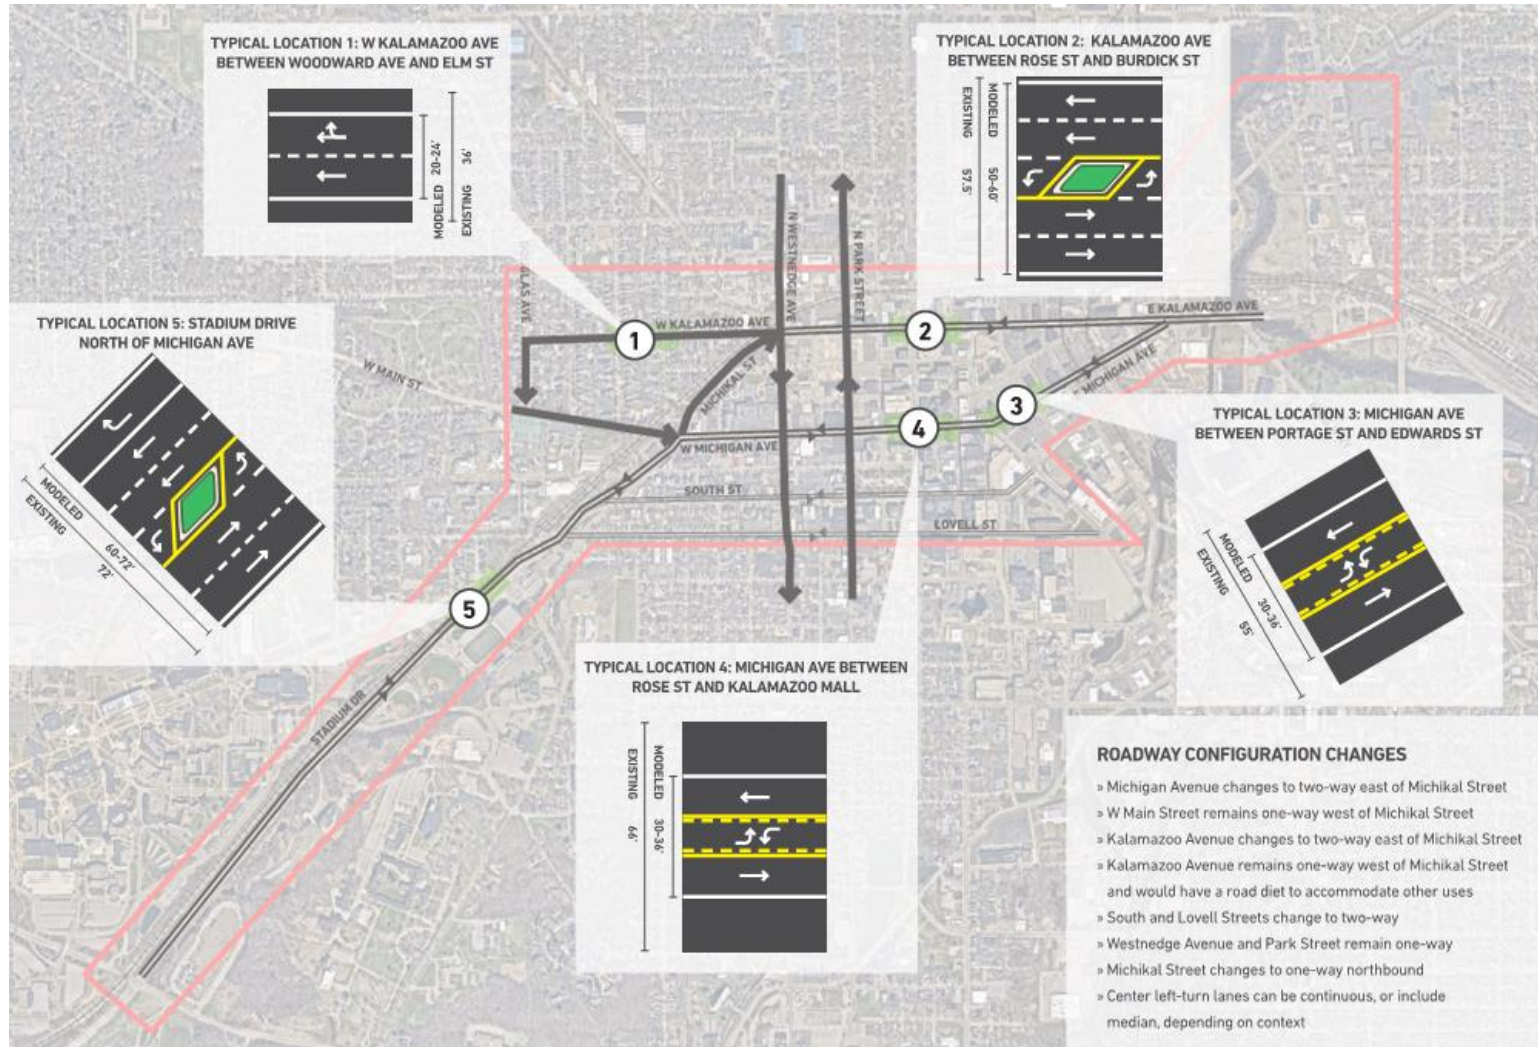 TYPICAL LOCATION 1: W KALAMAZOO AVE
BETWEEN WOODWARD AVE AND ELM ST
MODELED 20-24'
EXISTING 36'
TYPICAL LOCATION 2: KALAMAZOO AVE
BETWEEN ROSE ST AND BURDICK ST
EXISTING 57.5'
MODELED 50-60'
TYPICAL LOCATION 5: STADIUM DRIVE
NORTH OF MICHIGAN AVE
MODELED 60-72'
EXISTING 72'
GLAS AVE
N WESTNEDGE AVE
N PARK STREET
W KALAMAZOO AVE
E KALAMAZOO AVE
1
2
W MAIN ST
MICHIKAL ST
E MICHIGAN AVE
3
4
W MICHIGAN AVE
SOUTH ST
LOVELL ST
5
STADIUM DR
TYPICAL LOCATION 3: MICHIGAN AVE
BETWEEN PORTAGE ST AND EDWARDS ST
MODELED 30-36'
EXISTING 55'
TYPICAL LOCATION 4: MICHIGAN AVE BETWEEN
ROSE ST AND KALAMAZOO MALL
EXISTING 66'
MODELED 30-36'
ROADWAY CONFIGURATION CHANGES
» Michigan Avenue changes to two-way east of Michikal Street
» W Main Street remains one-way west of Michikal Street
» Kalamazoo Avenue changes to two-way east of Michikal Street
» Kalamazoo Avenue remains one-way west of Michikal Street
and would have a road diet to accommodate other uses
» South and Lovell Streets change to two-way
» Westnedge Avenue and Park Street remain one-way
» Michikal Street changes to one-way northbound
» Center left-turn lanes can be continuous, or include
median, depending on context